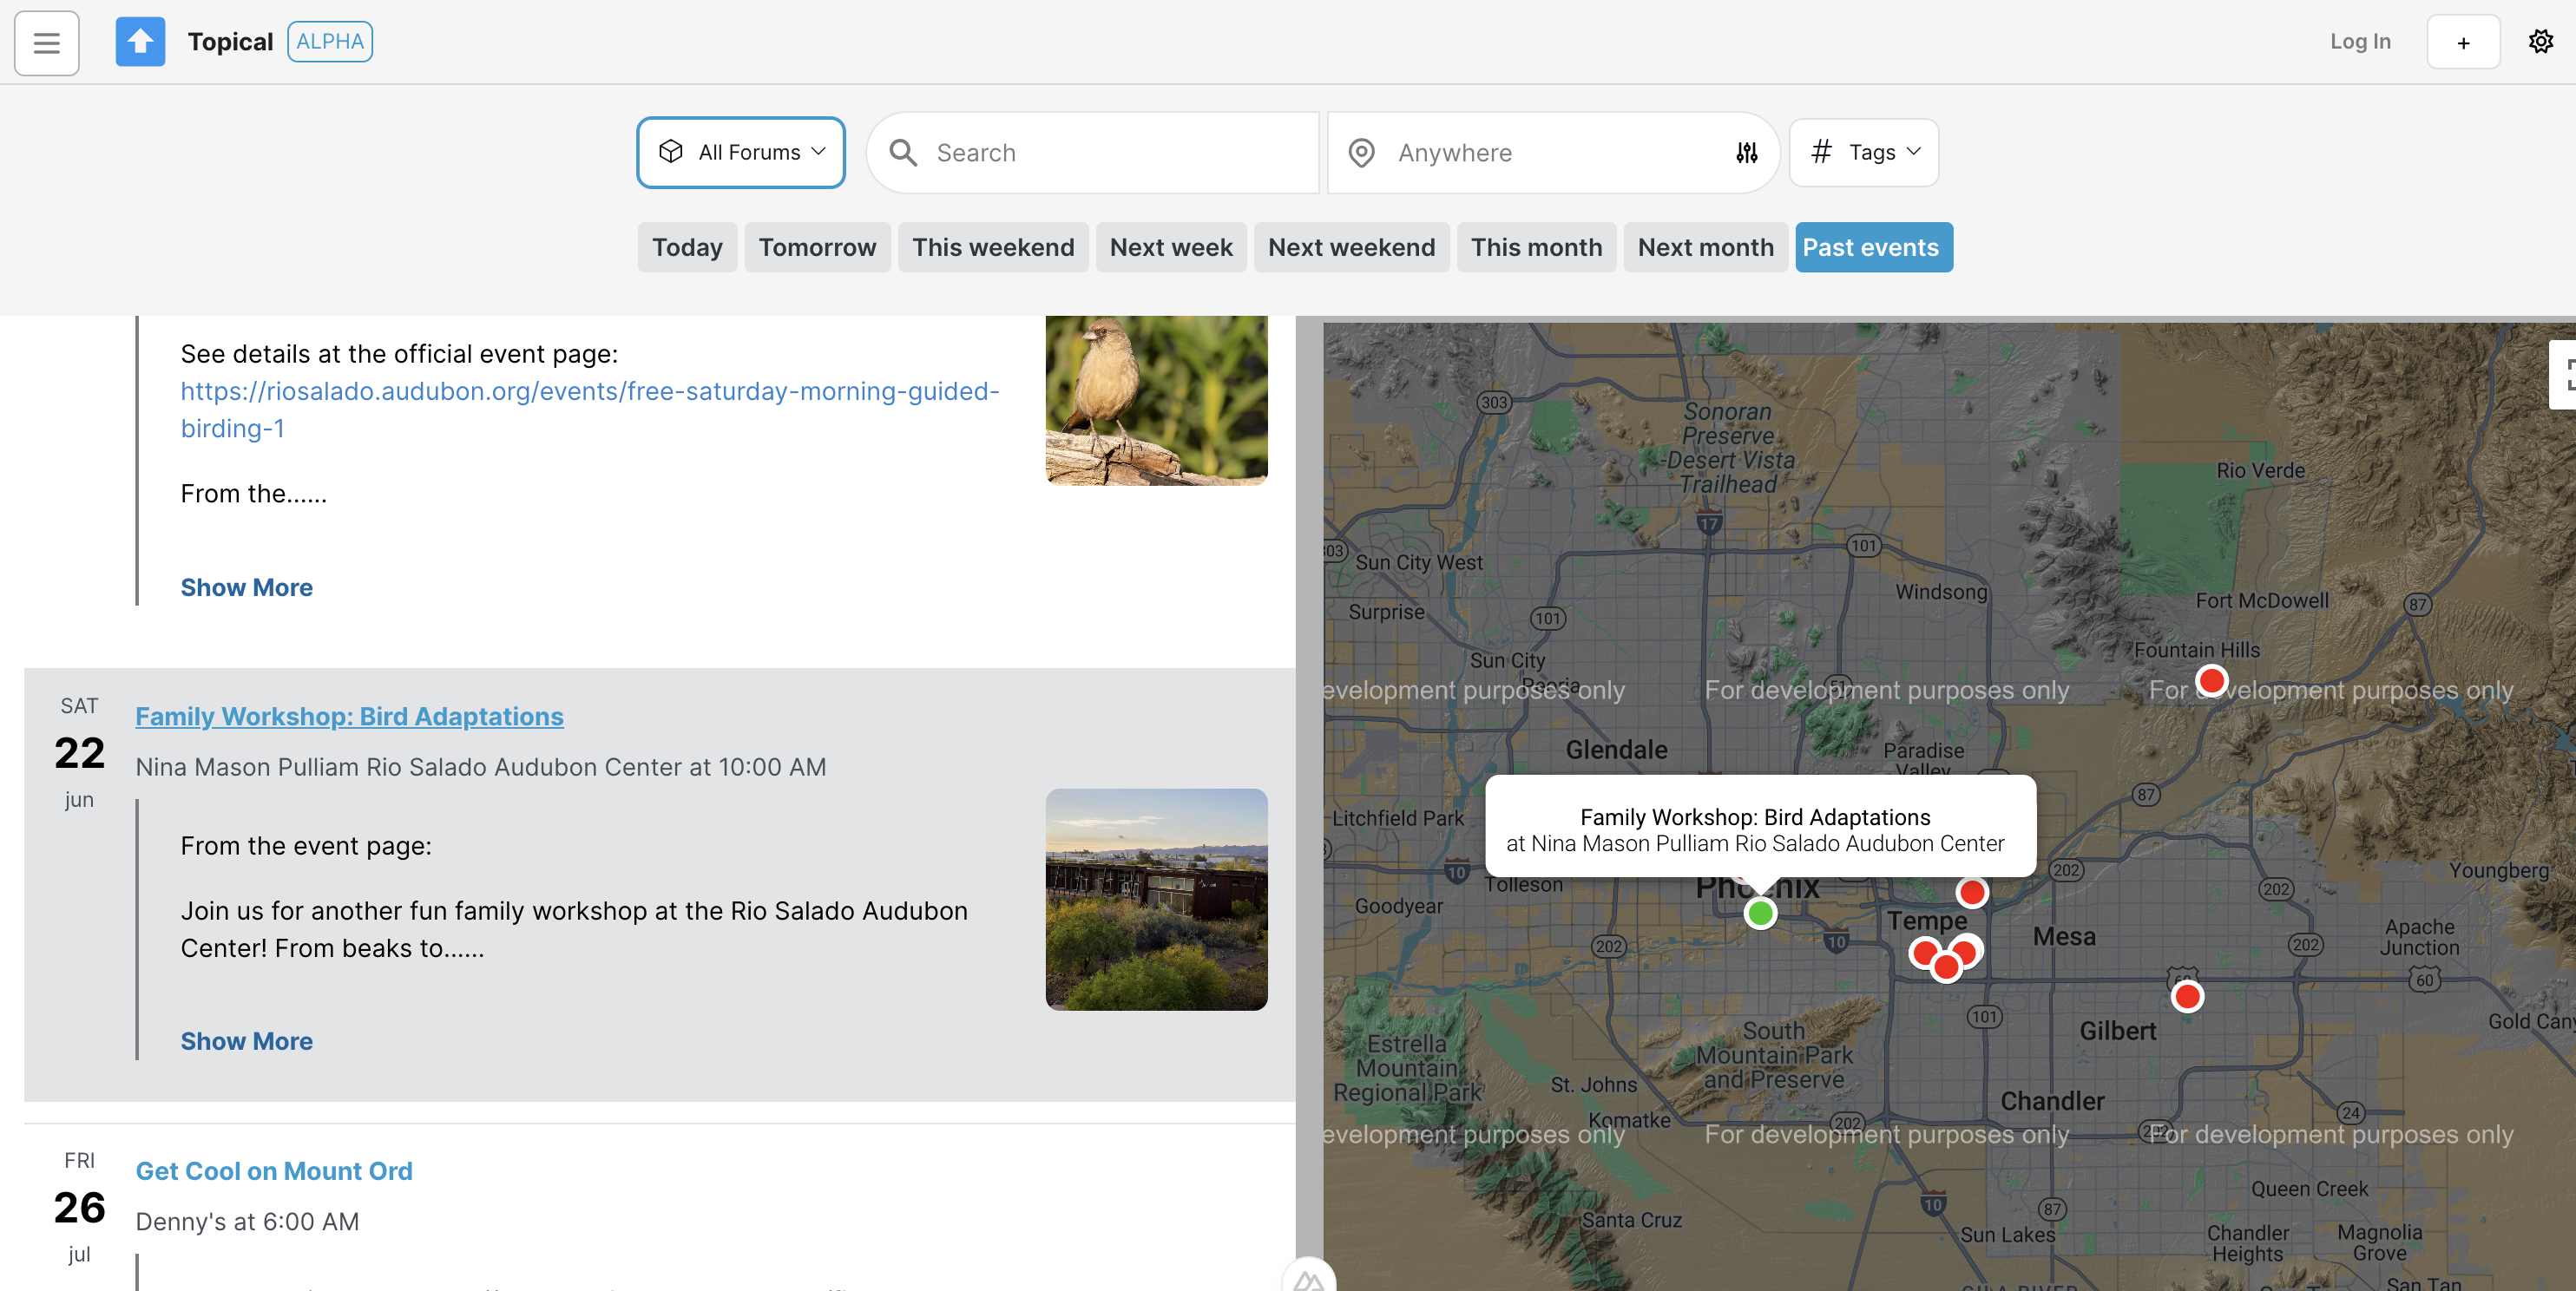 Topical ALPHA
Log In
+
All Forums
Search
Anywhere
# Tags
Today
Tomorrow
This weekend
Next week
Next weekend
This month
Next month
Past events
See details at the official event page:
https://riosalado.audubon.org/events/free-saturday-morning-guided-
birding-1
From the......
Show More
SAT
22
jun
Family Workshop: Bird Adaptations
Nina Mason Pulliam Rio Salado Audubon Center at 10:00 AM
From the event page:
Join us for another fun family workshop at the Rio Salado Audubon
Center! From beaks to......
Show More
FRI
26
jul
Get Cool on Mount Ord
Denny's at 6:00 AM
303
Sonoran
Preserve
-Desert Vista
Trailhead
Rio Verde
17
101
303
Sun City West
Windsong
Surprise
101
Fort McDowell
87
Fountain Hills
Sun City
Peoria
51
evelopment purposes only
For development purposes only
For development purposes only
Glendale
Paradise
Valley
87
Litchfield Park
Family Workshop: Bird Adaptations
at Nina Mason Pulliam Rio Salado Audubon Center
10
Tolleson
Phoenix
202
202
Youngberg
Goodyear
Tempe
Mesa
Apache
Junction
202
10
202
60
60
101
Gilbert
Gold Cany
Estrella
Mountain
Regional Park
South
Mountain Park
and Preserve
St. Johns
Chandler
Komatke
202
24
202
evelopment purposes only
For development purposes only
For development purposes only
Queen Creek
10
87
Santa Cruz
Sun Lakes
Chandler
Heights
Magnolia
Grove
San Tan